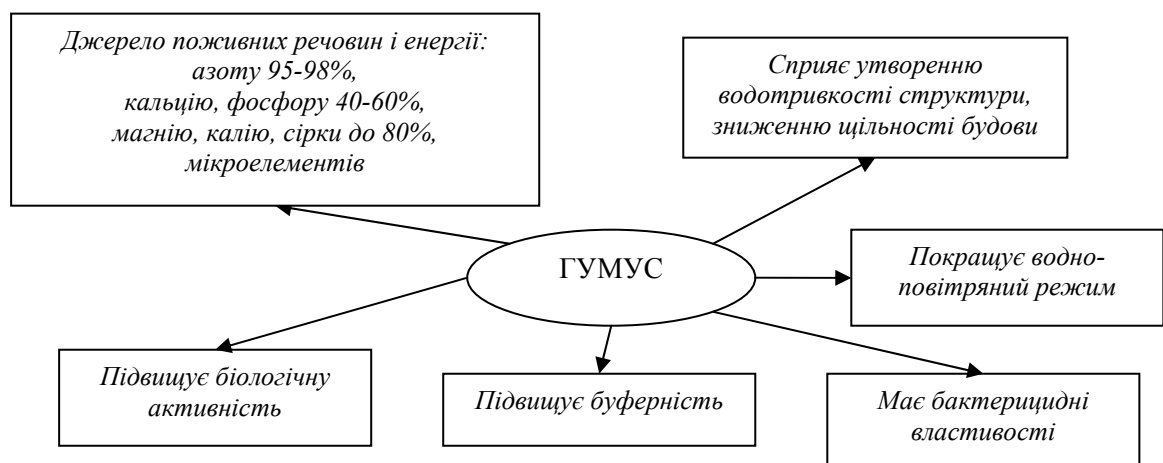 Джерело поживних речовин і енергії:
азоту 95-98%,
кальцію, фосфору 40-60%,
магнію, калію, сірки до 80%,
мікроелементів
Сприяє утворенню
водотривкості структури,
зниженню щільності будови
ГУМУС
Покращує водно-
повітряний режим
Підвищує біологічну
активність
Підвищує буферність
Має бактерицидні
властивості